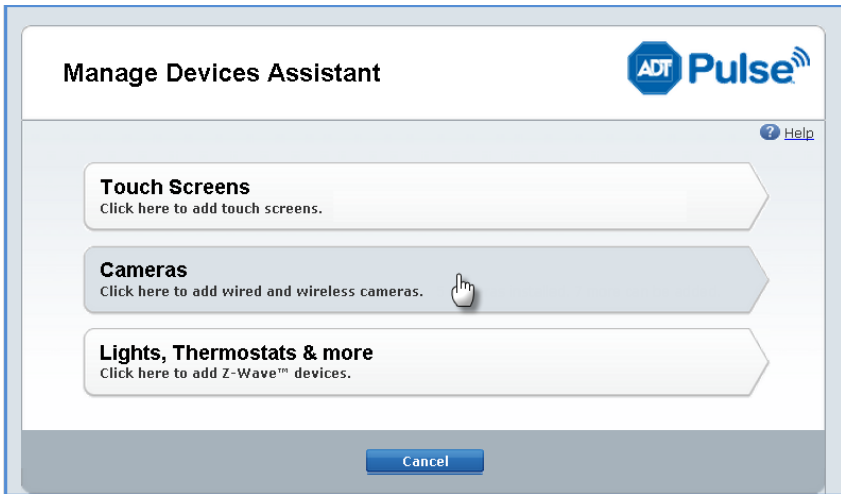 Manage Devices Assistant
ADT Pulse
? Help
Touch Screens
Click here to add touch screens.
Cameras
Click here to add wired and wireless cameras.
Lights, Thermostats & more
Click here to add Z-Wave™ devices.
Cancel